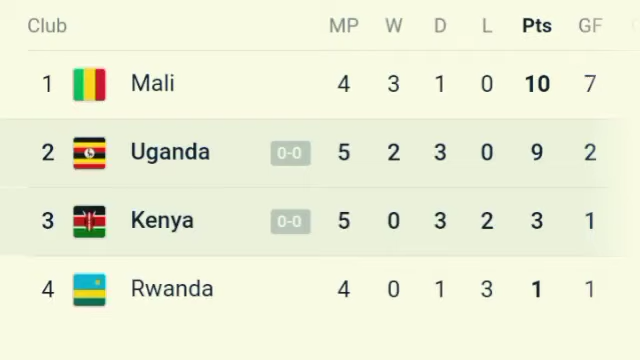 Club MP W D L Pts GF
1 Mali 4 3 1 0 10 7
2 Uganda 0-0 5 2 3 0 9 2
3 Kenya 0-0 5 0 3 2 3 1
4 Rwanda 4 0 1 3 1 1